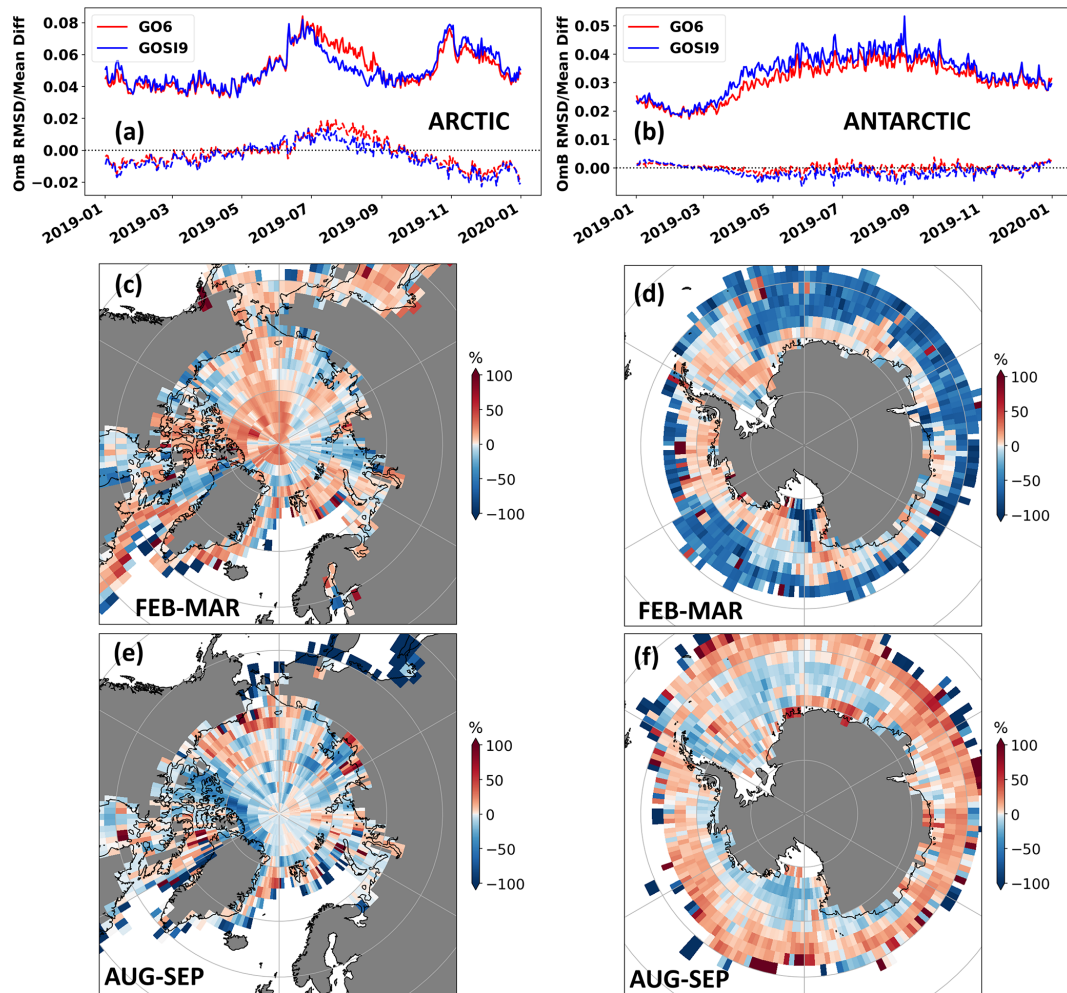 OmB RMSD/Mean Diff
0.08
0.06
0.04
0.02
0.00
−0.02
GO6
GOSI9
(a)
ARCTIC
2019-01
2019-03
2019-05
2019-07
2019-09
2019-11
2020-01
OmB RMSD/Mean Diff
0.05
0.04
0.03
0.02
0.01
0.00
GO6
GOSI9
(b)
ANTARCTIC
2019-01
2019-03
2019-05
2019-07
2019-09
2019-11
2020-01
(c)
FEB-MAR
%
100
50
0
−50
−100
(d)
FEB-MAR
%
100
50
0
−50
−100
(e)
AUG-SEP
%
100
50
0
−50
−100
(f)
AUG-SEP
%
100
50
0
−50
−100